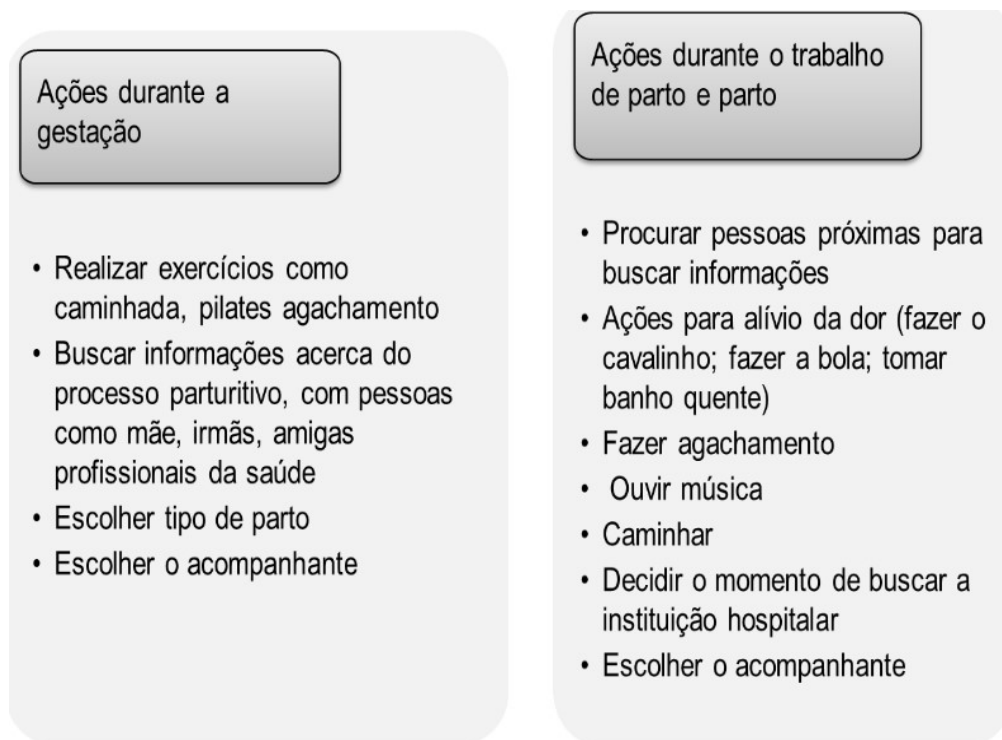 Ações durante a
gestação
• Realizar exercícios como
caminhada, pilates agachamento
• Buscar informações acerca do
processo parturitivo, com pessoas
como mãe, irmãs, amigas
profissionais da saúde
• Escolher tipo de parto
• Escolher o acompanhante
Ações durante o trabalho
de parto e parto
• Procurar pessoas próximas para
buscar informações
• Ações para alívio da dor (fazer o
cavalinho; fazer a bola; tomar
banho quente)
• Fazer agachamento
• Ouvir música
• Caminhar
• Decidir o momento de buscar a
instituição hospitalar
• Escolher o acompanhante